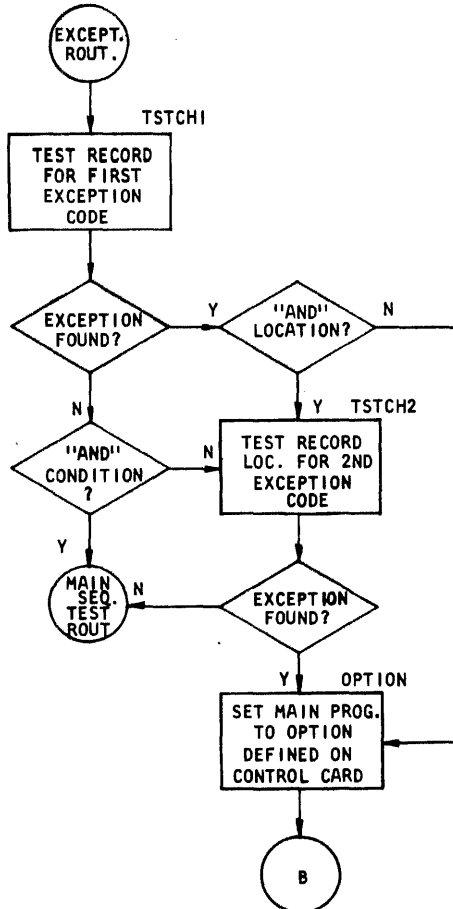 EXCEPT.
ROUT.
TSTCH1
TEST RECORD
FOR FIRST
EXCEPTION
CODE
EXCEPTION
FOUND?
Y
"AND"
LOCATION?
N
N
Y
TSTCH2
"AND"
CONDITION
?
N
TEST RECORD
LOC. FOR 2ND
EXCEPTION
CODE
Y
MAIN
SEQ.
TEST
ROUT
N
EXCEPTION
FOUND?
Y
OPTION
SET MAIN PROG.
TO OPTION
DEFINED ON
CONTROL CARD
B